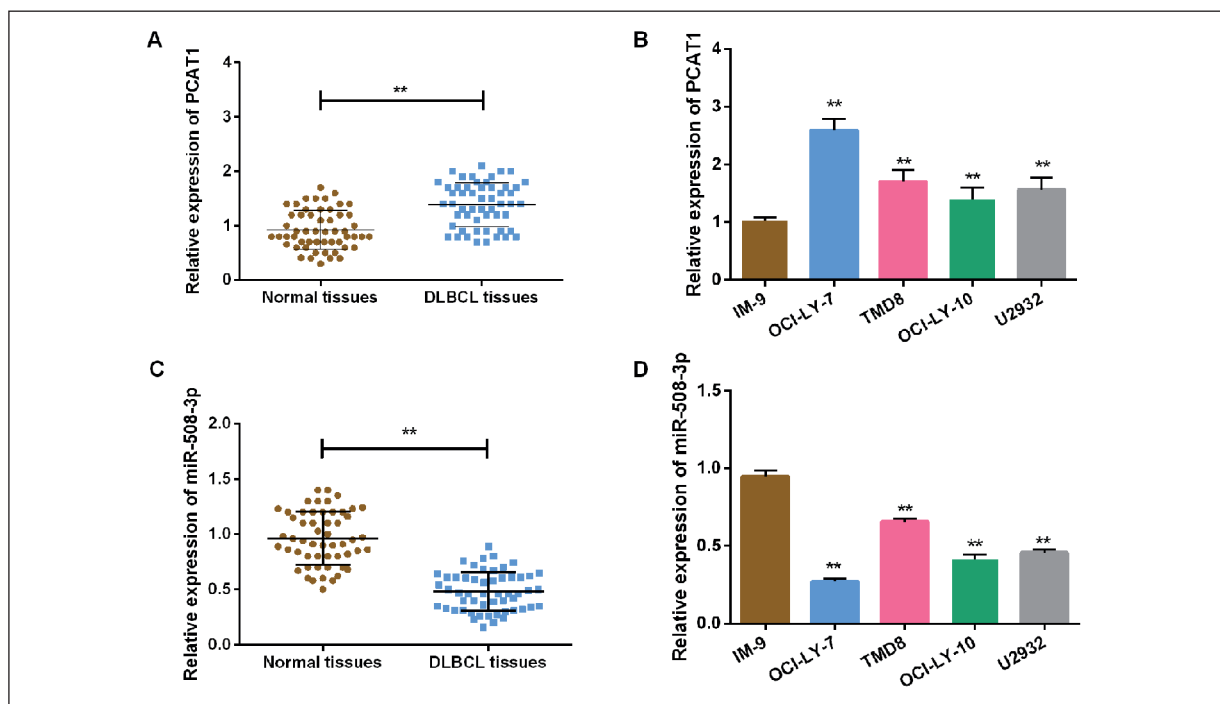 A
Relative expression of PCAT1
4
3
2
1
0
**
Normal tissues
DLBCL tissues
B
Relative expression of PCAT1
4
3
2
1
0
**
**
**
**
IM-9
OCI-LY-7
TMD8
OCI-LY-10
U2932
C
Relative expression of miR-508-3p
2.0
1.5
1.0
0.5
0.0
**
Normal tissues
DLBCL tissues
D
Relative expression of miR-508-3p
1.5
1.0
0.5
0.0
**
**
**
**
IM-9
OCI-LY-7
TMD8
OCI-LY-10
U2932